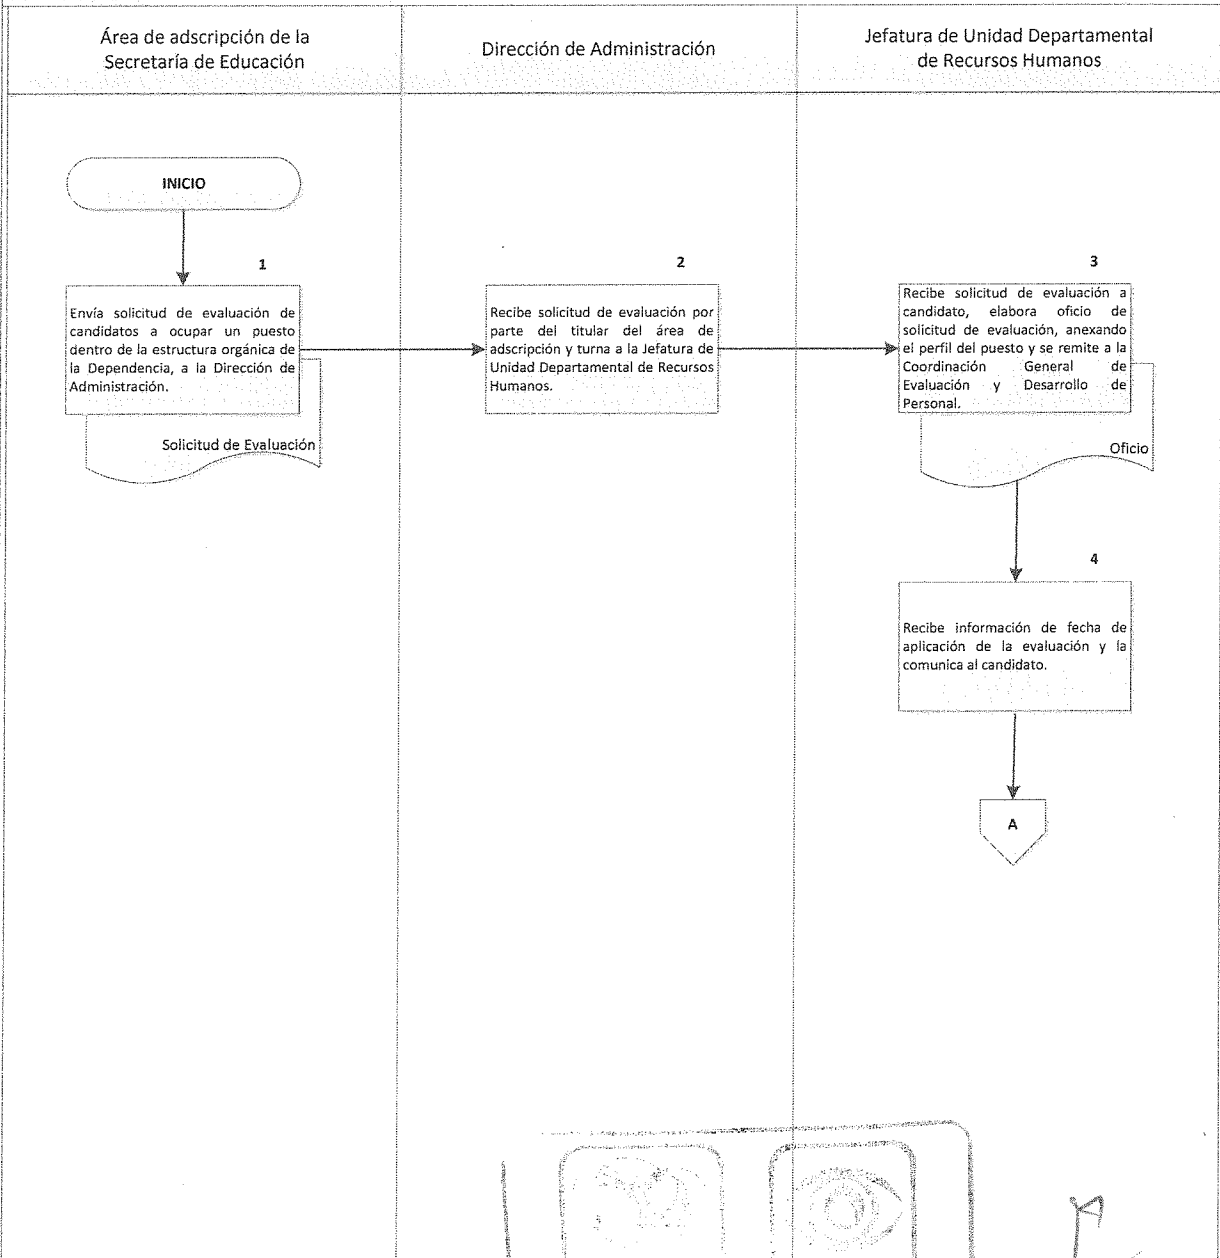 Área de adscripción de la
Secretaría de Educación
Dirección de Administración
Jefatura de Unidad Departamental
de Recursos Humanos
INICIO
1
Envía solicitud de evaluación de
candidatos a ocupar un puesto
dentro de la estructura orgánica de
la Dependencia, a la Dirección de
Administración.
Solicitud de Evaluación
2
Recibe solicitud de evaluación por
parte del titular del área de
adscripción y turna a la Jefatura de
Unidad Departamental de Recursos
Humanos.
3
Recibe solicitud de evaluación a
candidato, elabora oficio de
solicitud de evaluación, anexando
el perfil del puesto y se remite a la
Coordinación General de
Evaluación y Desarrollo de
Personal.
Oficio
4
Recibe información de fecha de
aplicación de la evaluación y la
comunica al candidato.
A